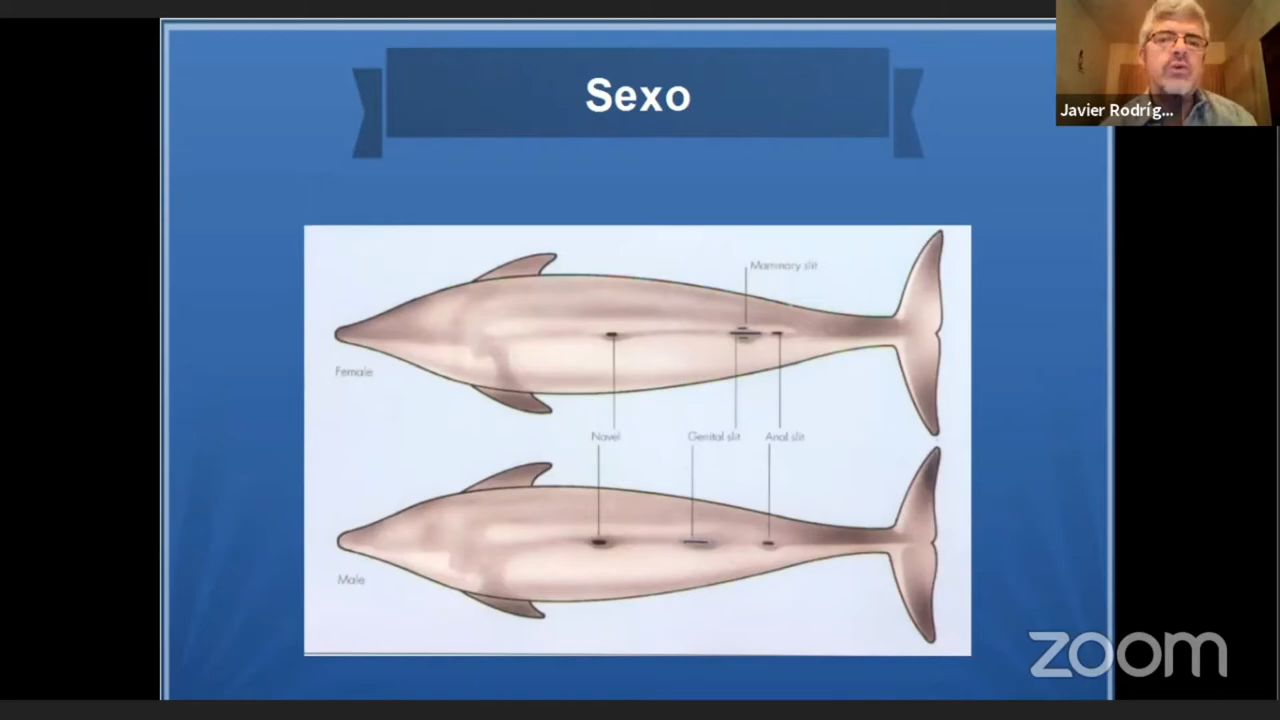 Sexo
Javier Rodríg...
Mammary slit
Female
Navel
Genital slit
Anal slit
Male
zoom